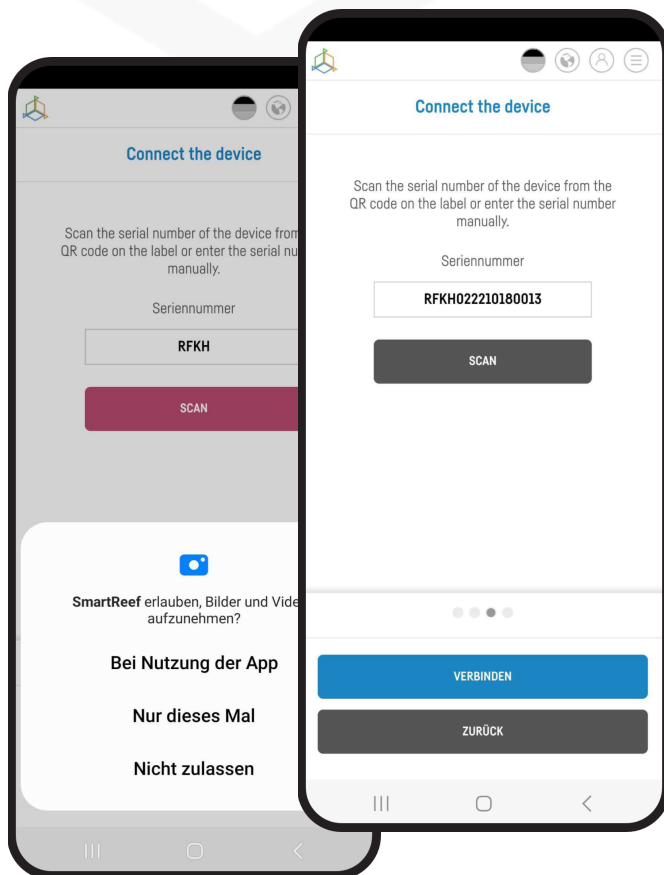 Connect the device
Scan the serial number of the device from
QR code on the label or enter the serial nu
manually.
Seriennummer
RFKH
SCAN
SmartReef erlauben, Bilder und Vide
aufzunehmen?
Bei Nutzung der App
Nur dieses Mal
Nicht zulassen
Connect the device
Scan the serial number of the device from the
QR code on the label or enter the serial number
manually.
Seriennummer
RFKH022210180013
SCAN
VERBINDEN
ZURÜCK